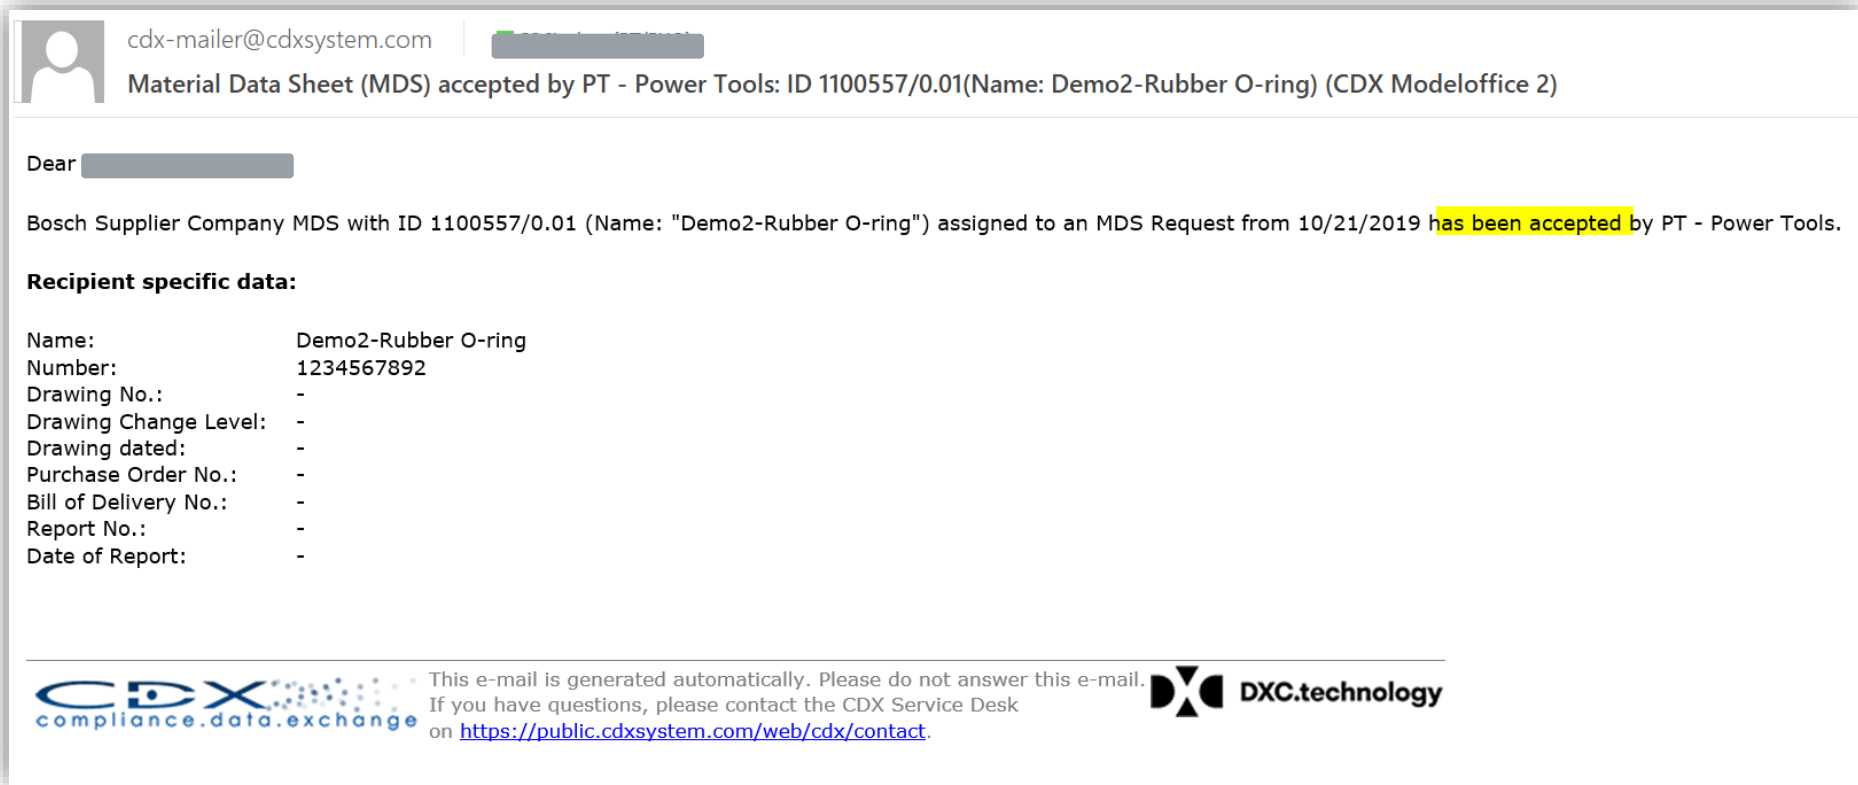 cdx-mailer@cdxsystem.com
Material Data Sheet (MDS) accepted by PT - Power Tools: ID 1100557/0.01(Name: Demo2-Rubber O-ring) (CDX Modeloffice 2)
Dear
Bosch Supplier Company MDS with ID 1100557/0.01 (Name: "Demo2-Rubber O-ring") assigned to an MDS Request from 10/21/2019 has been accepted by PT - Power Tools.
Recipient specific data:
Name: Demo2-Rubber O-ring
Number: 1234567892
Drawing No.: -
Drawing Change Level: -
Drawing dated: -
Purchase Order No.: -
Bill of Delivery No.: -
Report No.: -
Date of Report: -
CDX
compliance.data.exchange
This e-mail is generated automatically. Please do not answer this e-mail.
If you have questions, please contact the CDX Service Desk
on https://public.cdxsystem.com/web/cdx/contact.
DXC.technology